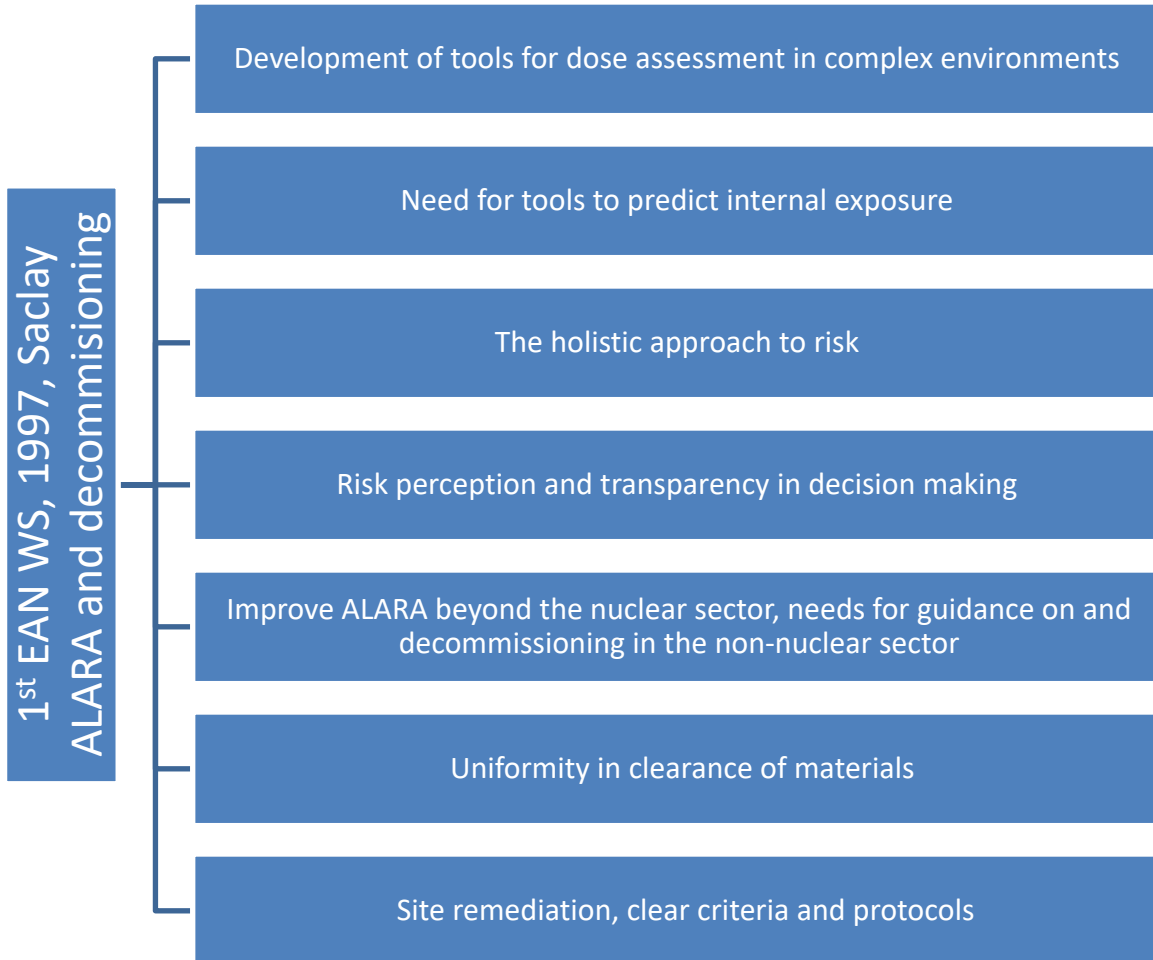 1st EAN WS, 1997, Saclay
ALARA and decommisioning
Development of tools for dose assessment in complex environments
Need for tools to predict internal exposure
The holistic approach to risk
Risk perception and transparency in decision making
Improve ALARA beyond the nuclear sector, needs for guidance on and
decommissioning in the non-nuclear sector
Uniformity in clearance of materials
Site remediation, clear criteria and protocols